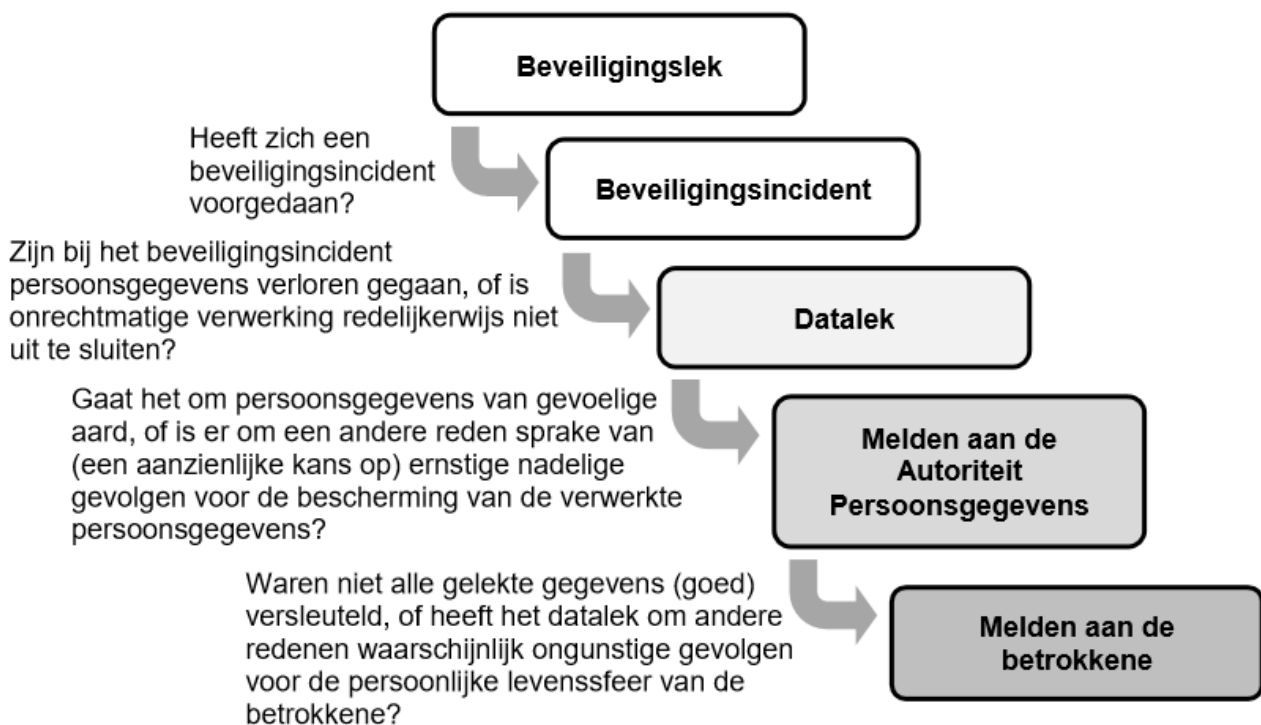 Beveiligingslek
Heeft zich een
beveiligingsincident
voorgedaan?
Beveiligingsincident
Zijn bij het beveiligingsincident
persoonsgegevens verloren gegaan, of is
onrechtmatige verwerking redelijkerwijs niet
uit te sluiten?
Datalek
Gaat het om persoonsgegevens van gevoelige
aard, of is er om een andere reden sprake van
(een aanzienlijke kans op) ernstige nadelige
gevolgen voor de bescherming van de verwerkte
persoonsgegevens?
Melden aan de
Autoriteit
Persoonsgegevens
Waren niet alle gelekte gegevens (goed)
versleuteld, of heeft het datalek om andere
redenen waarschijnlijk ongunstige gevolgen
voor de persoonlijke levenssfeer van de
betrokkene?
Melden aan de
betrokkene